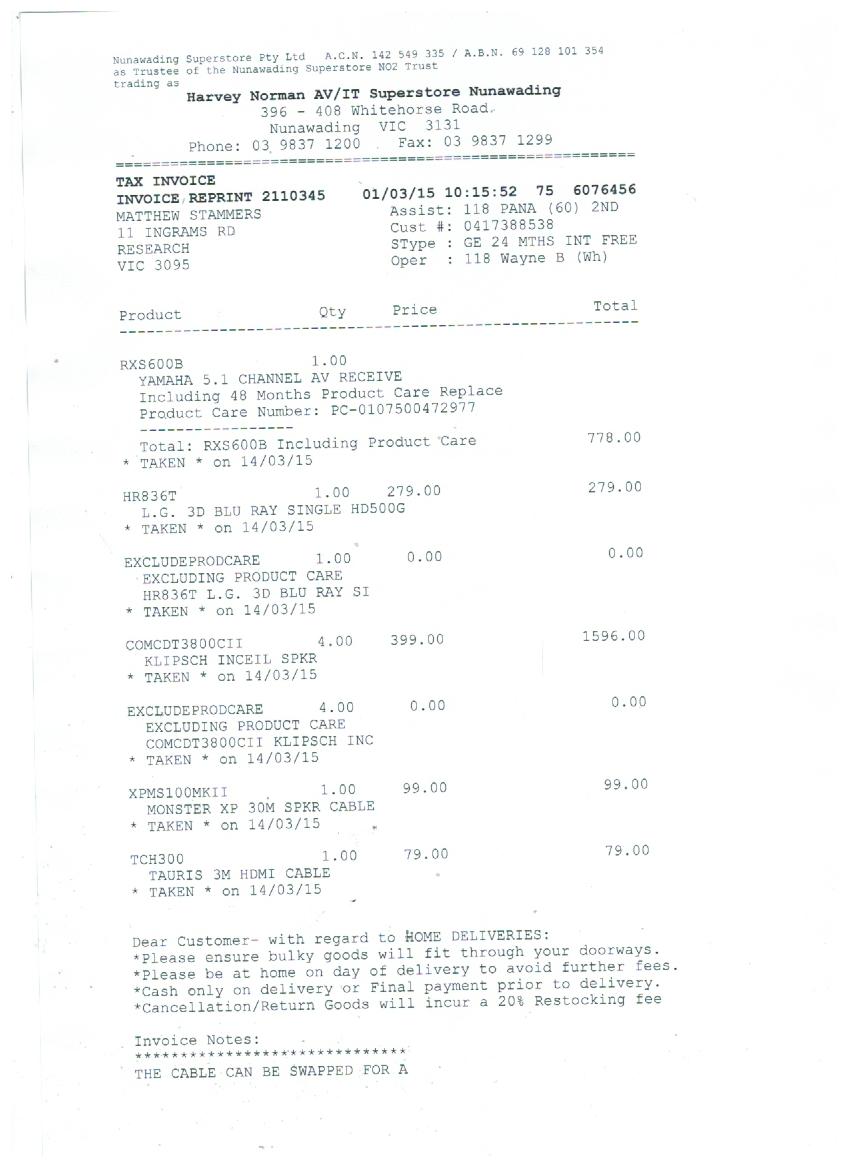 Nunawading Superstore Pty Ltd A.C.N. 142 549 335 / A.B.N. 69 128 101 354
as Trustee of the Nunawading Superstore NO2 Trust
trading as
Harvey Norman AV/IT Superstore Nunawading
396 - 408 Whitehorse Road
Nunawading VIC 3131
Phone: 03 9837 1200 Fax: 03 9837 1299
==========================================================
TAX INVOICE
INVOICE REPRINT 2110345 01/03/15 10:15:52 75 6076456
MATTHEW STAMMERS Assist: 118 PANA (60) 2ND
11 INGRAMS RD Cust #: 0417388538
RESEARCH SType : GE 24 MTHS INT FREE
VIC 3095 Oper : 118 Wayne B (Wh)
Product Qty Price Total
----------------------------------------------------------
RXS600B 1.00
YAMAHA 5.1 CHANNEL AV RECEIVE
Including 48 Months Product Care Replace
Product Care Number: PC-0107500472977
-----------------
Total: RXS600B Including Product Care 778.00
* TAKEN * on 14/03/15
HR836T 1.00 279.00 279.00
L.G. 3D BLU RAY SINGLE HD500G
* TAKEN * on 14/03/15
EXCLUDEPRODCARE 1.00 0.00 0.00
EXCLUDING PRODUCT CARE
HR836T L.G. 3D BLU RAY SI
* TAKEN * on 14/03/15
COMCDT3800CII 4.00 399.00 1596.00
KLIPSCH INCEIL SPKR
* TAKEN * on 14/03/15
EXCLUDEPRODCARE 4.00 0.00 0.00
EXCLUDING PRODUCT CARE
COMCDT3800CII KLIPSCH INC
* TAKEN * on 14/03/15
XPMS100MKII 1.00 99.00 99.00
MONSTER XP 30M SPKR CABLE
* TAKEN * on 14/03/15
TCH300 1.00 79.00 79.00
TAURIS 3M HDMI CABLE
* TAKEN * on 14/03/15
Dear Customer- with regard to HOME DELIVERIES:
*Please ensure bulky goods will fit through your doorways.
*Please be at home on day of delivery to avoid further fees.
*Cash only on delivery or Final payment prior to delivery.
*Cancellation/Return Goods will incur a 20% Restocking fee
Invoice Notes:
******************************
THE CABLE CAN BE SWAPPED FOR A